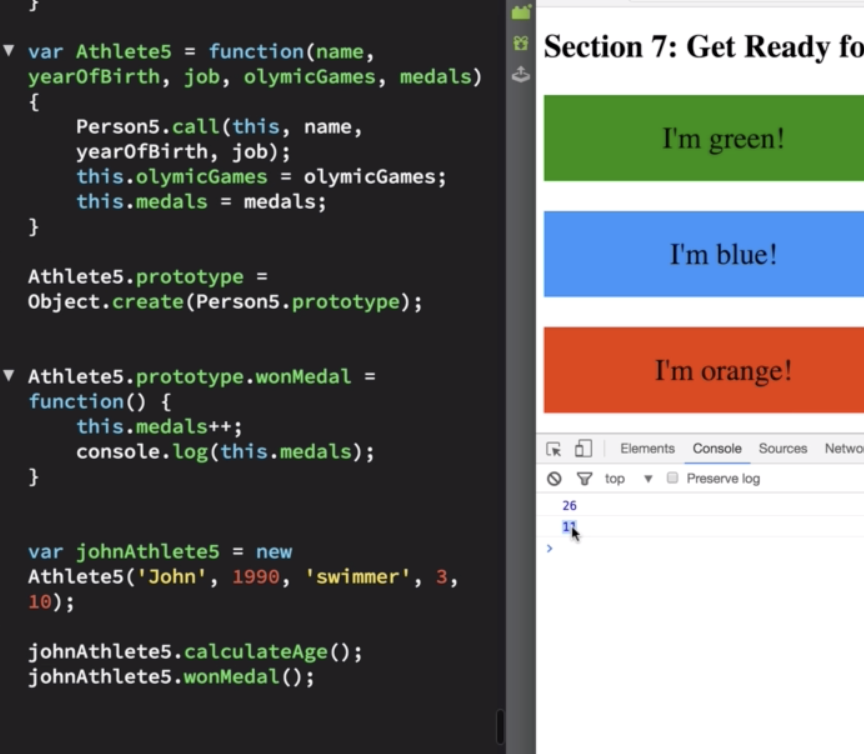 }
var Athlete5 = function(name,
yearOfBirth, job, olymicGames, medals)
{
Person5.call(this, name,
yearOfBirth, job);
this.olymicGames = olymicGames;
this.medals = medals;
}
Athlete5.prototype =
Object.create(Person5.prototype);
Athlete5.prototype.wonMedal =
function() {
this.medals++;
console.log(this.medals);
}
var johnAthlete5 = new
Athlete5('John', 1990, 'swimmer', 3,
10);
johnAthlete5.calculateAge();
johnAthlete5.wonMedal();
Section 7: Get Ready fo
I'm green!
I'm blue!
I'm orange!
Elements Console Sources Netwo
top Preserve log
26
11
>